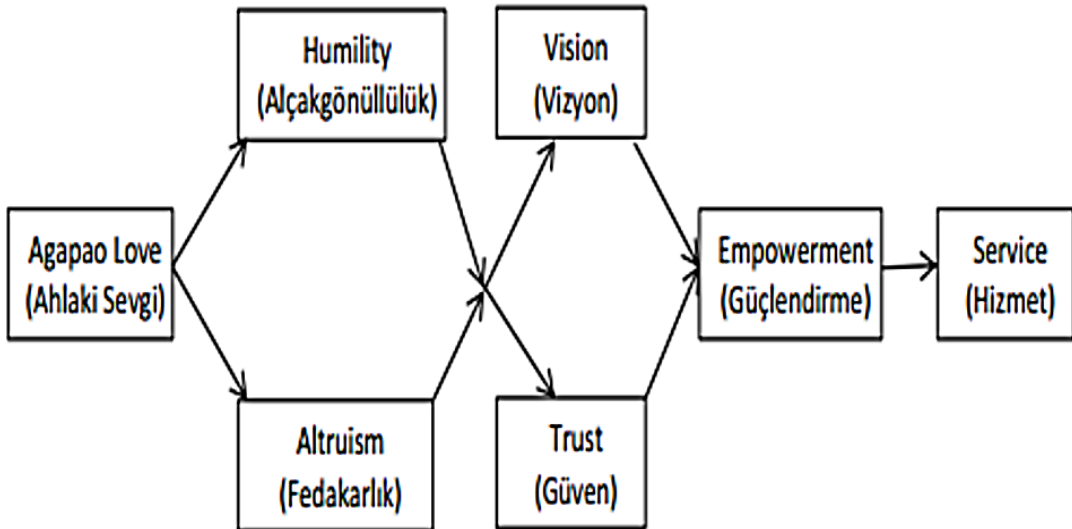 Humility
(Alçakgönüllülük)
Vision
(Vizyon)
Agapao Love
(Ahlaki Sevgi)
Empowerment
(Güçlendirme)
Service
(Hizmet)
Altruism
(Fedakarlık)
Trust
(Güven)